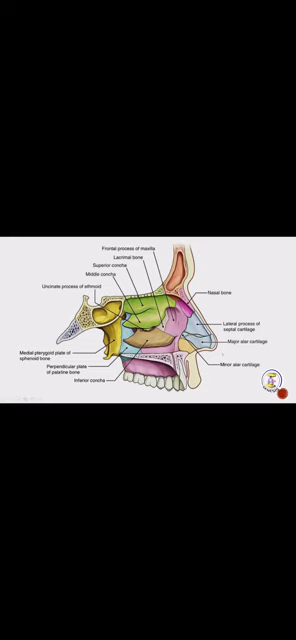 Frontal process of maxilla
Lacrimal bone
Superior concha
Middle concha
Uncinate process of ethmoid
Nasal bone
Lateral process of
septal cartilage
Major alar cartilage
Medial pterygoid plate of
sphenoid bone
Perpendicular plate
of palatine bone
Minor alar cartilage
Inferior concha